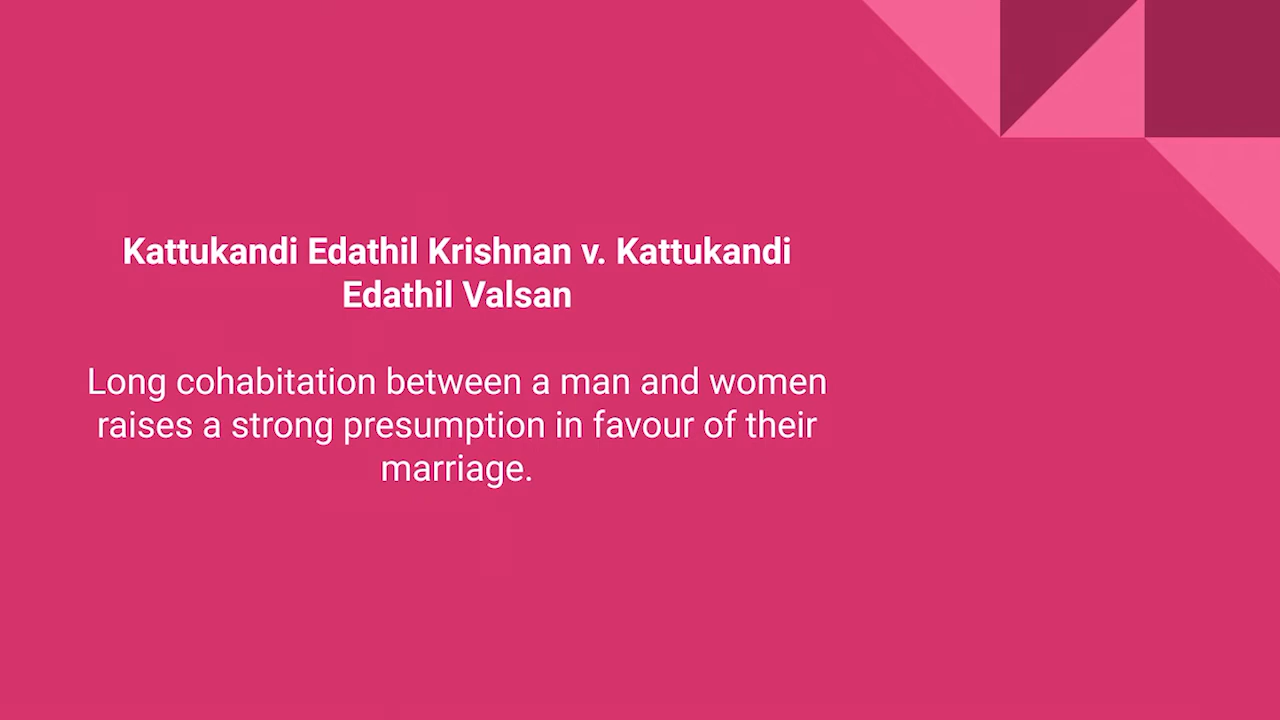 Kattukandi Edathil Krishnan v. Kattukandi
Edathil Valsan
Long cohabitation between a man and women
raises a strong presumption in favour of their
marriage.